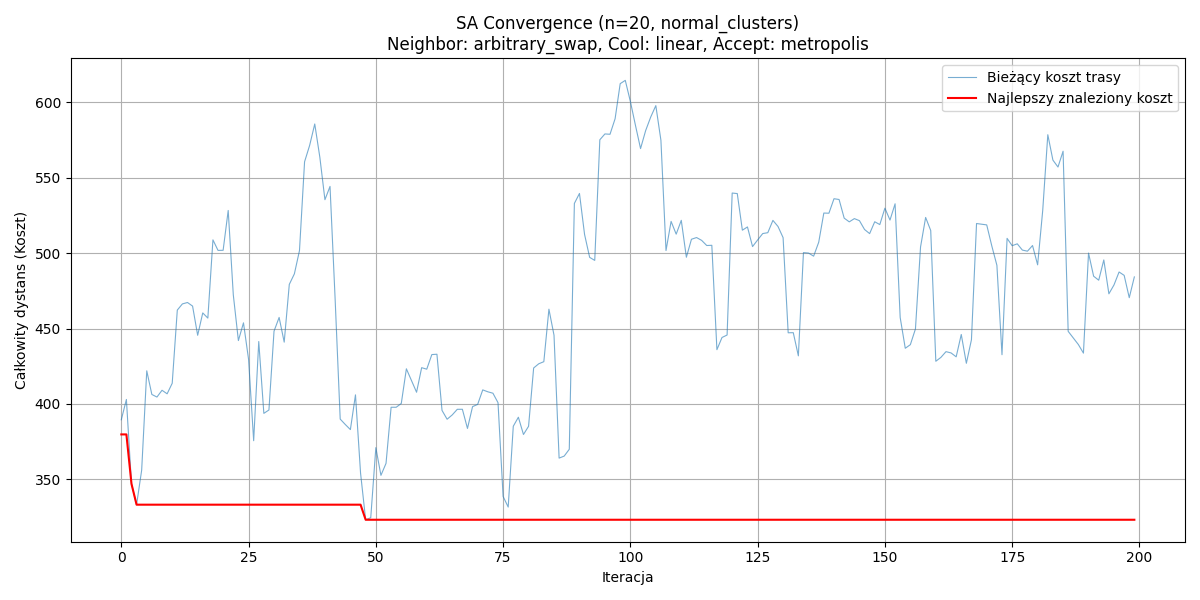 SA Convergence (n=20, normal_clusters)
Neighbor: arbitrary_swap, Cool: linear, Accept: metropolis
Bieżący koszt trasy
Najlepszy znaleziony koszt
Całkowity dystans (Koszt)
600
550
500
450
400
350
0 25 50 75 100 125 150 175 200
Iteracja